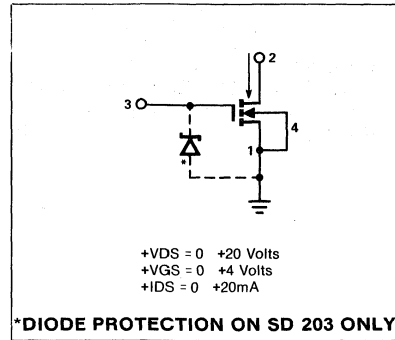 2
3
4
1
*
+VDS = 0 +20 Volts
+VGS = 0 +4 Volts
+IDS = 0 +20mA
*DIODE PROTECTION ON SD 203 ONLY